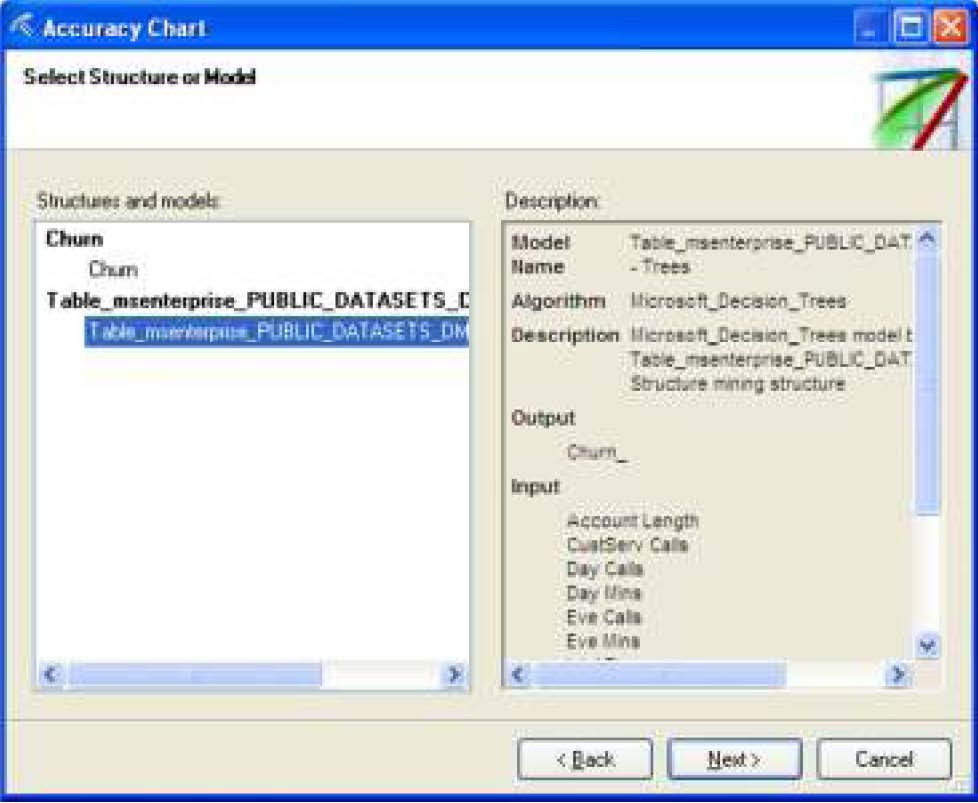 Accuracy Chart
Select Structure or Model
Structures and models:
Churn
Churn
Table_msenterprise_PUBLIC_DATASETS_D
Table_msenterprise_PUBLIC_DATASETS_DM
Description:
Model Name
Table_msenterprise_PUBLIC_DAT
- Trees
Algorithm Microsoft_Decision_Trees
Description Microsoft_Decision_Trees model
Table_msenterprise_PUBLIC_DAT
Structure mining structure
Output
Churn_
Input
Account Length
CustServ Calls
Day Calls
Day Mins
Eve Calls
Eve Mins
< Back
Next >
Cancel